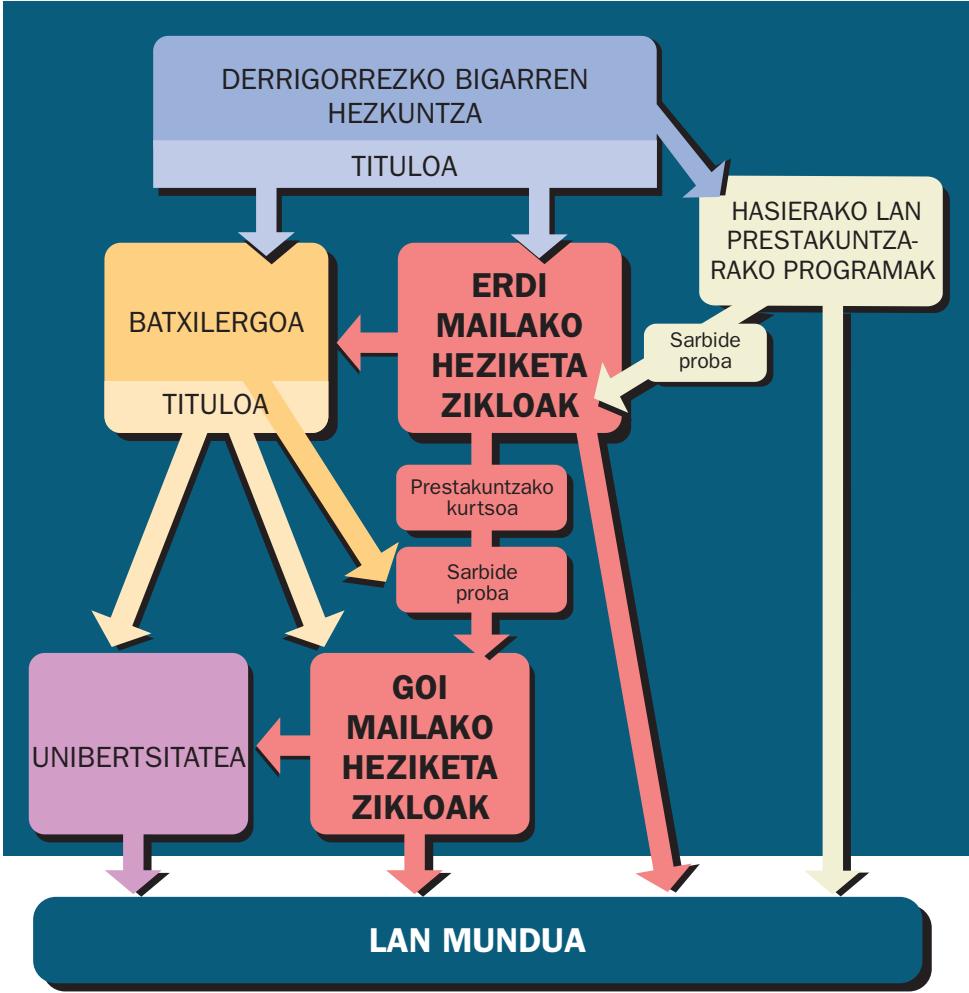 DERRIGORREZKO BIGARREN
HEZKUNTZA
TITULOA
HASIERAKO LAN
PRESTAKUNTZA-
RAKO PROGRAMAK
BATXILERGOA
TITULOA
ERDI
MAILAKO
HEZIKETA
ZIKLOAK
Sarbide
proba
Prestakuntzako
kurtsoa
Sarbide
proba
UNIBERTSITATEA
GOI
MAILAKO
HEZIKETA
ZIKLOAK
LAN MUNDUA